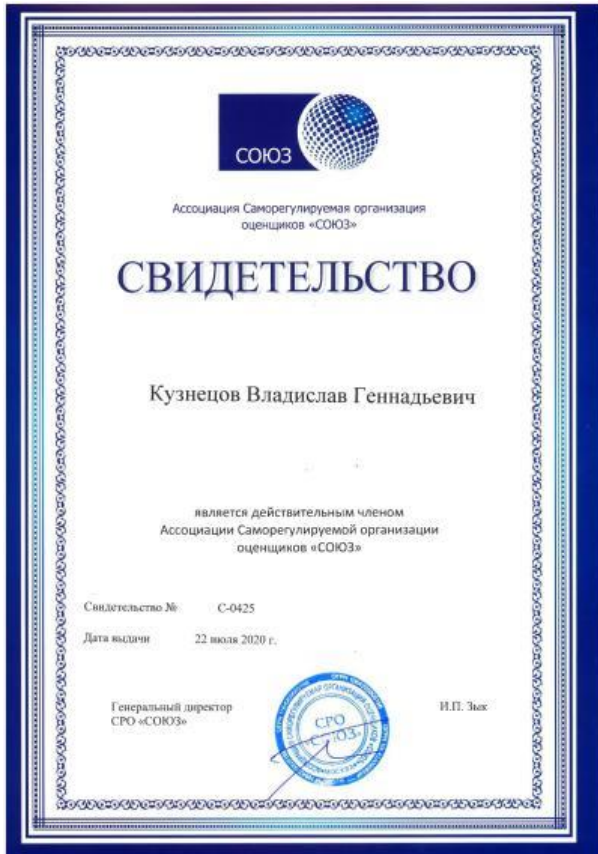 СОЮЗ
Ассоциация Саморегулируемая организация
оценщиков «СОЮЗ»
СВИДЕТЕЛЬСТВО
Кузнецов Владислав Геннадьевич
является действительным членом
Ассоциации Саморегулируемой организации
оценщиков «СОЮЗ»
Свидетельство № С-0425
Дата выдачи 22 июля 2020 г.
Генеральный директор
СРО «СОЮЗ»
И.П. Зык
СРО
«СОЮЗ»